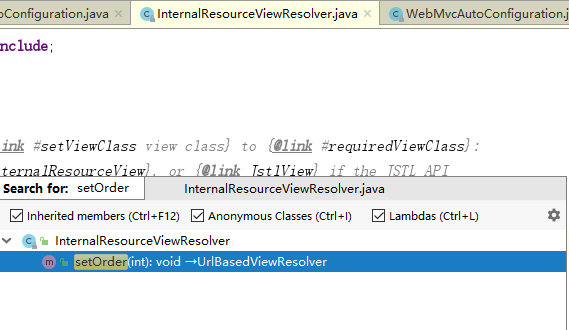 oConfiguration.java × InternalResourceViewResolver.java × WebMvcAutoConfiguration.j
nclude;
ink #setViewClass view class} to {@link #requiredViewClass}:
ternalResourceView}, or {@link JstlView} if the JSTL API
Search for: setOrder InternalResourceViewResolver.java
Inherited members (Ctrl+F12) Anonymous Classes (Ctrl+I) Lambdas (Ctrl+L)
InternalResourceViewResolver
setOrder(int): void →UrlBasedViewResolver